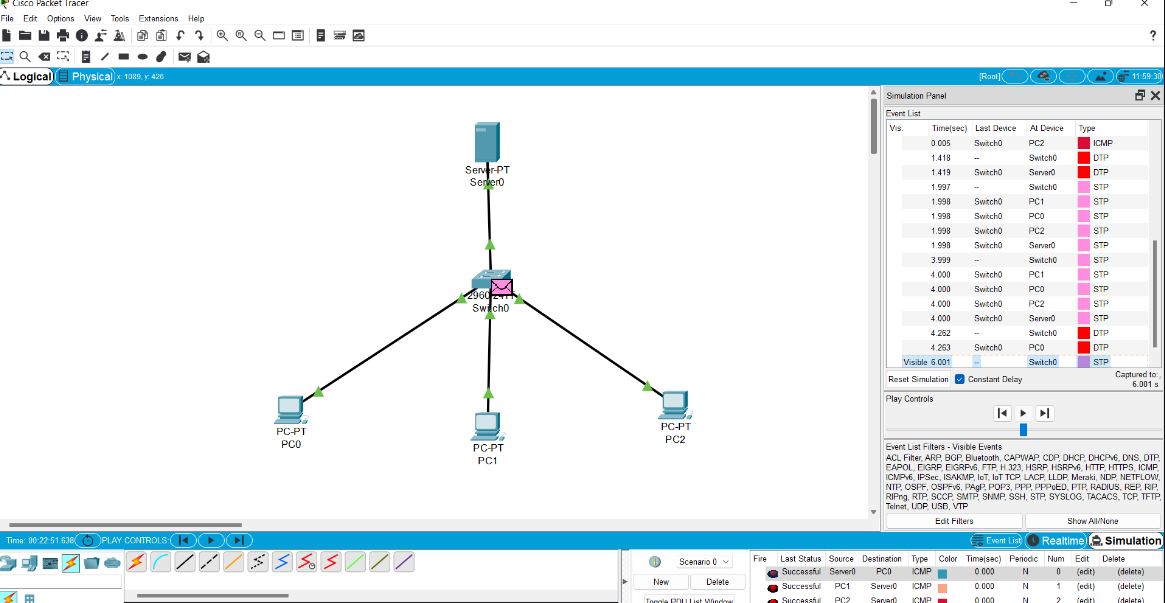 Cisco Packet Tracer
File Edit Options View Tools Extensions Help
?
Logical Physical x: 1089, y: 426 [Root] 11:59:30
Simulation Panel
Event List
Vis. Time(sec) Last Device At Device Type
0.005 Switch0 PC2 ICMP
1.418 -- Switch0 DTP
1.419 Switch0 Server0 DTP
1.997 -- Switch0 STP
1.998 Switch0 PC1 STP
1.998 Switch0 PC0 STP
1.998 Switch0 PC2 STP
1.998 Switch0 Server0 STP
3.999 -- Switch0 STP
4.000 Switch0 PC1 STP
4.000 Switch0 PC0 STP
4.000 Switch0 PC2 STP
4.000 Switch0 Server0 STP
4.262 -- Switch0 DTP
4.263 Switch0 PC0 DTP
Visible 6.001 -- Switch0 STP
Reset Simulation Constant Delay Captured to:
6.001 s
Play Controls
Event List Filters - Visible Events
ACL Filter, ARP, BGP, Bluetooth, CAPWAP, CDP, DHCP, DHCPv6, DNS, DTP,
EAPOL, EIGRP, EIGRPv6, FTP, H.323, HSRP, HSRPv6, HTTP, HTTPS, ICMP,
ICMPv6, IPSec, ISAKMP, IoT, IoT TCP, LACP, LLDP, Meraki, NDP, NETFLOW,
NTP, OSPF, OSPFv6, PAgP, POP3, PPP, PPPoED, PTP, RADIUS, REP, RIP,
RIPng, RTP, SCCP, SMTP, SNMP, SSH, STP, SYSLOG, TACACS, TCP, TFTP,
Telnet, UDP, USB, VTP
Edit Filters Show All/None
Server-PT
Server0
Switch0
PC-PT
PC0
PC-PT
PC1
PC-PT
PC2
Time: 00:22:51.638 PLAY CONTROLS: Event List Realtime Simulation
Scenario 0
New Delete
Toggle PDU List Window
Fire Last Status Source Destination Type Color Time(sec) Periodic Num Edit Delete
Successful Server0 PC0 ICMP 0.000 N 0 (edit) (delete)
Successful PC1 Server0 ICMP 0.000 N 1 (edit) (delete)
Successful PC2 Server0 ICMP 0.000 N 2 (edit) (delete)